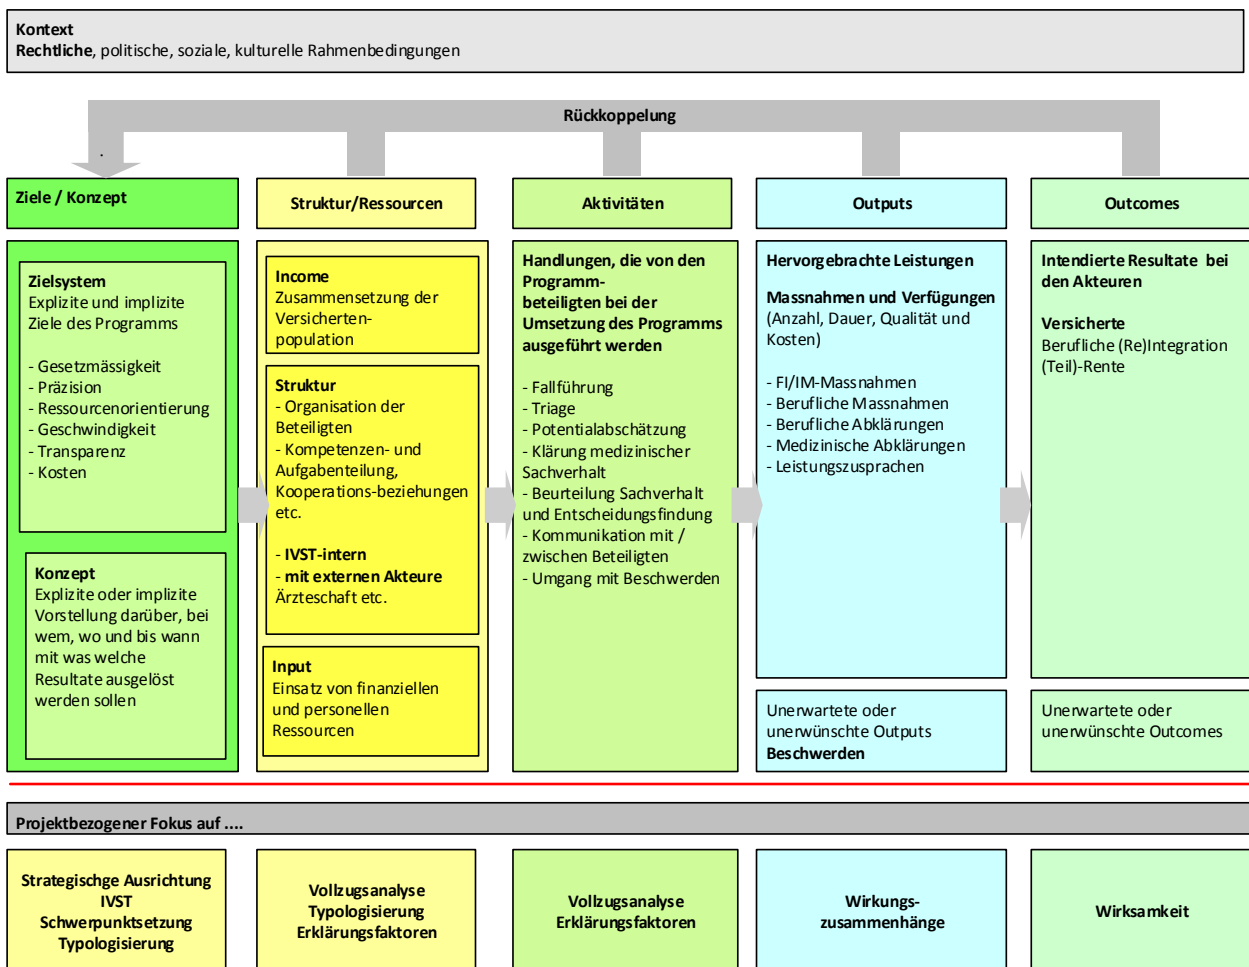 Kontext
Rechtliche, politische, soziale, kulturelle Rahmenbedingungen
Rückkoppelung
.
Ziele / Konzept
Struktur/Ressourcen
Aktivitäten
Outputs
Outcomes
Zielsystem
Explizite und implizite
Ziele des Programms
- Gesetzmässigkeit
- Präzision
- Ressourcenorientierung
- Geschwindigkeit
- Transparenz
- Kosten
Konzept
Explizite oder implizite
Vorstellung darüber, bei
wem, wo und bis wann
mit was welche
Resultate ausgelöst
werden sollen
Income
Zusammensetzung der
Versicherten-
population
Struktur
- Organisation der
Beteiligten
- Kompetenzen- und
Aufgabenteilung,
Kooperations-beziehungen
etc.
- IVST-intern
- mit externen Akteure
Ärzteschaft etc.
Input
Einsatz von finanziellen
und personellen
Ressourcen
Handlungen, die von den
Programm-
beteiligten bei der
Umsetzung des Programms
ausgeführt werden
- Fallführung
- Triage
- Potentialabschätzung
- Klärung medizinischer
Sachverhalt
- Beurteilung Sachverhalt
und Entscheidungsfindung
- Kommunikation mit /
zwischen Beteiligten
- Umgang mit Beschwerden
Hervorgebrachte Leistungen
Massnahmen und Verfügungen
(Anzahl, Dauer, Qualität und
Kosten)
- FI/IM-Massnahmen
- Berufliche Massnahmen
- Berufliche Abklärungen
- Medizinische Abklärungen
- Leistungszusprachen
Unerwartete oder
unerwünschte Outputs
Beschwerden
Intendierte Resultate bei
den Akteuren
Versicherte
Berufliche (Re)Integration
(Teil)-Rente
Unerwartete oder
unerwünschte Outcomes
Projektbezogener Fokus auf ....
Strategischge Ausrichtung
IVST
Schwerpunktsetzung
Typologisierung
Vollzugsanalyse
Typologisierung
Erklärungsfaktoren
Vollzugsanalyse
Erklärungsfaktoren
Wirkungs-
zusammenhänge
Wirksamkeit